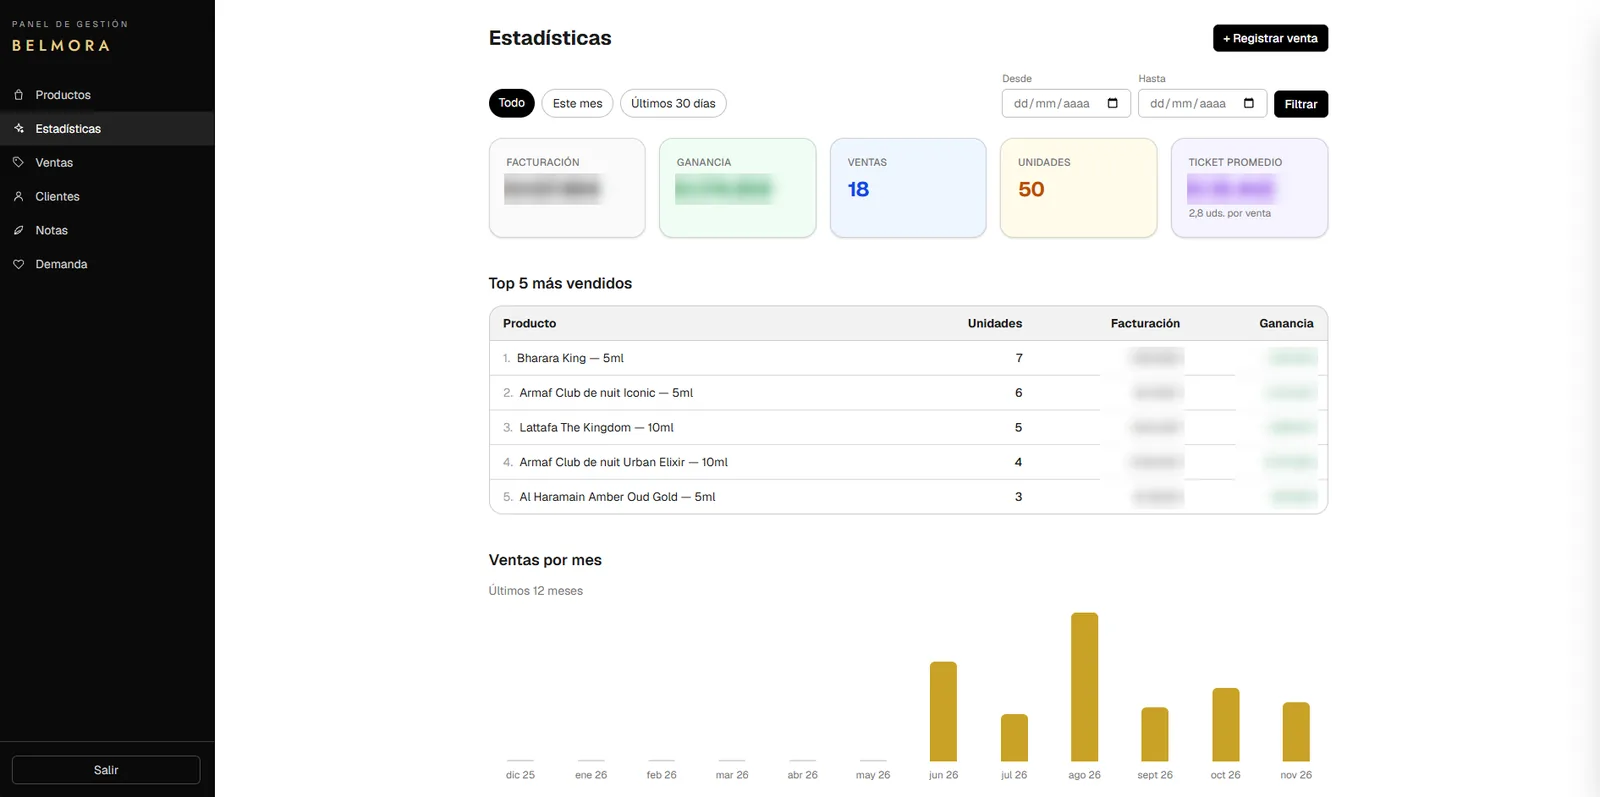 PANEL DE GESTIÓN
BELMORA
Productos
Estadísticas
Ventas
Clientes
Notas
Demanda
Salir
Estadísticas
+ Registrar venta
Todo
Este mes
Últimos 30 días
Desde
dd/mm/aaaa
Hasta
dd/mm/aaaa
Filtrar
FACTURACIÓN
GANANCIA
VENTAS
18
UNIDADES
50
TICKET PROMEDIO
2,8 uds. por venta
Top 5 más vendidos
Producto Unidades Facturación Ganancia
1. Bharara King — 5ml 7
2. Armaf Club de nuit Iconic — 5ml 6
3. Lattafa The Kingdom — 10ml 5
4. Armaf Club de nuit Urban Elixir — 10ml 4
5. Al Haramain Amber Oud Gold — 5ml 3
Ventas por mes
Últimos 12 meses
dic 25 ene 26 feb 26 mar 26 abr 26 may 26 jun 26 jul 26 ago 26 sept 26 oct 26 nov 26